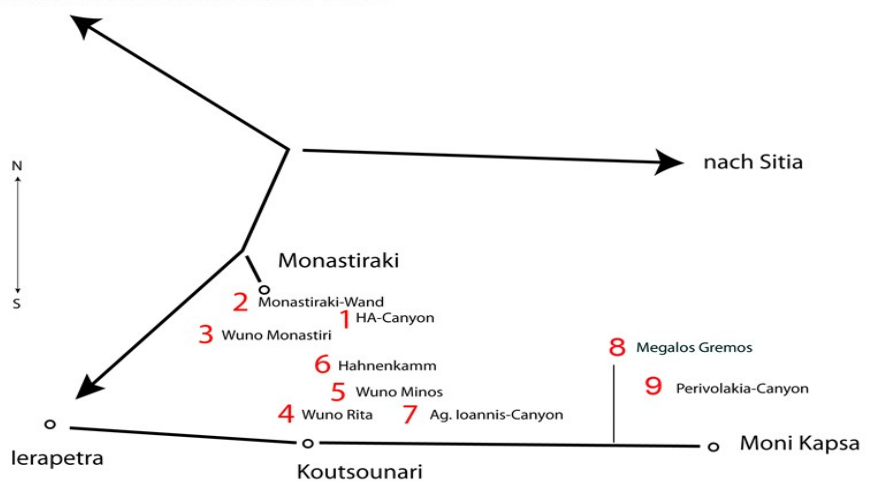 N
nach Sitia
Monastiraki
S
2 Monastiraki-Wand
1 HA-Canyon
3 Wuno Monastiri
8 Megalos Gremos
6 Hahnenkamm
9 Perivolakia-Canyon
5 Wuno Minos
4 Wuno Rita
7 Ag. Ioannis-Canyon
Moni Kapsa
Ierapetra
Koutsounari